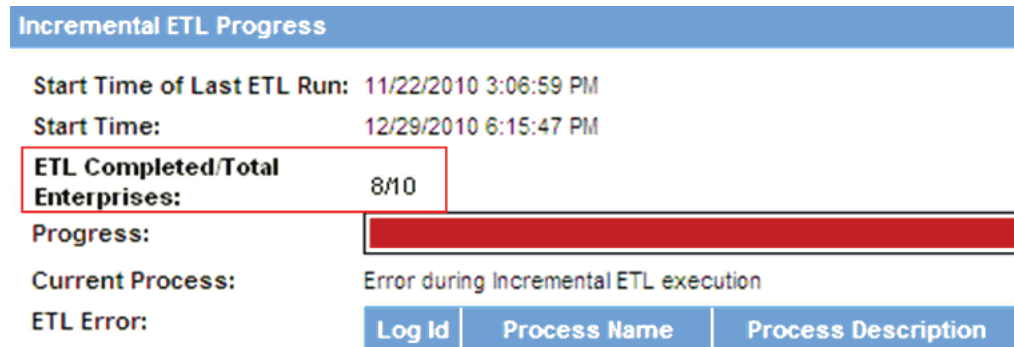 Incremental ETL Progress
Start Time of Last ETL Run: 11/22/2010 3:06:59 PM
Start Time: 12/29/2010 6:15:47 PM
ETL Completed/Total
Enterprises: 8/10
Progress:
Current Process: Error during Incremental ETL execution
ETL Error: Log Id Process Name Process Description